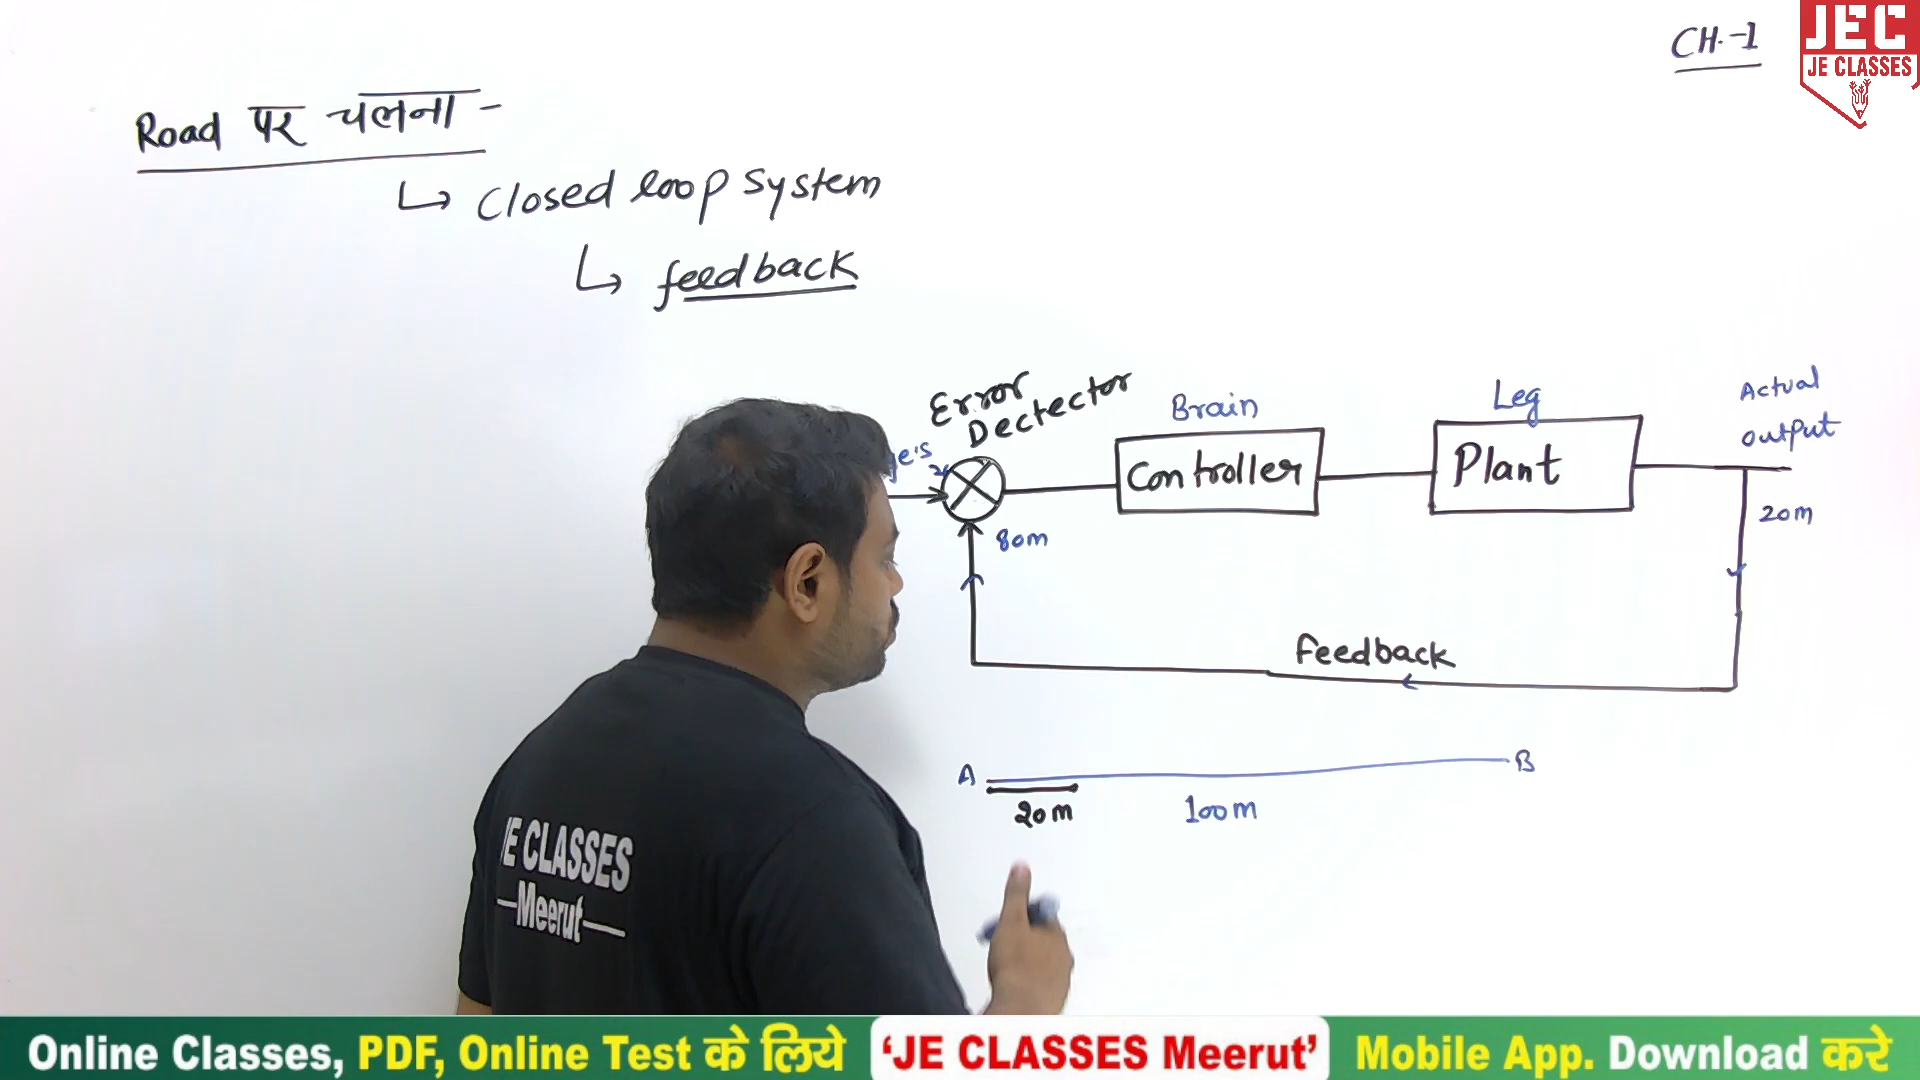 CH.-1
JEC
JE CLASSES
Road पर चलना -
Closed loop system
feedback
Error
Dectector
Brain
Leg
Actual
output
Controller
Plant
80m
20m
feedback
A
B
20m
100m
JE CLASSES
Meerut
Online Classes, PDF, Online Test के लिये 'JE CLASSES Meerut' Mobile App. Download करे